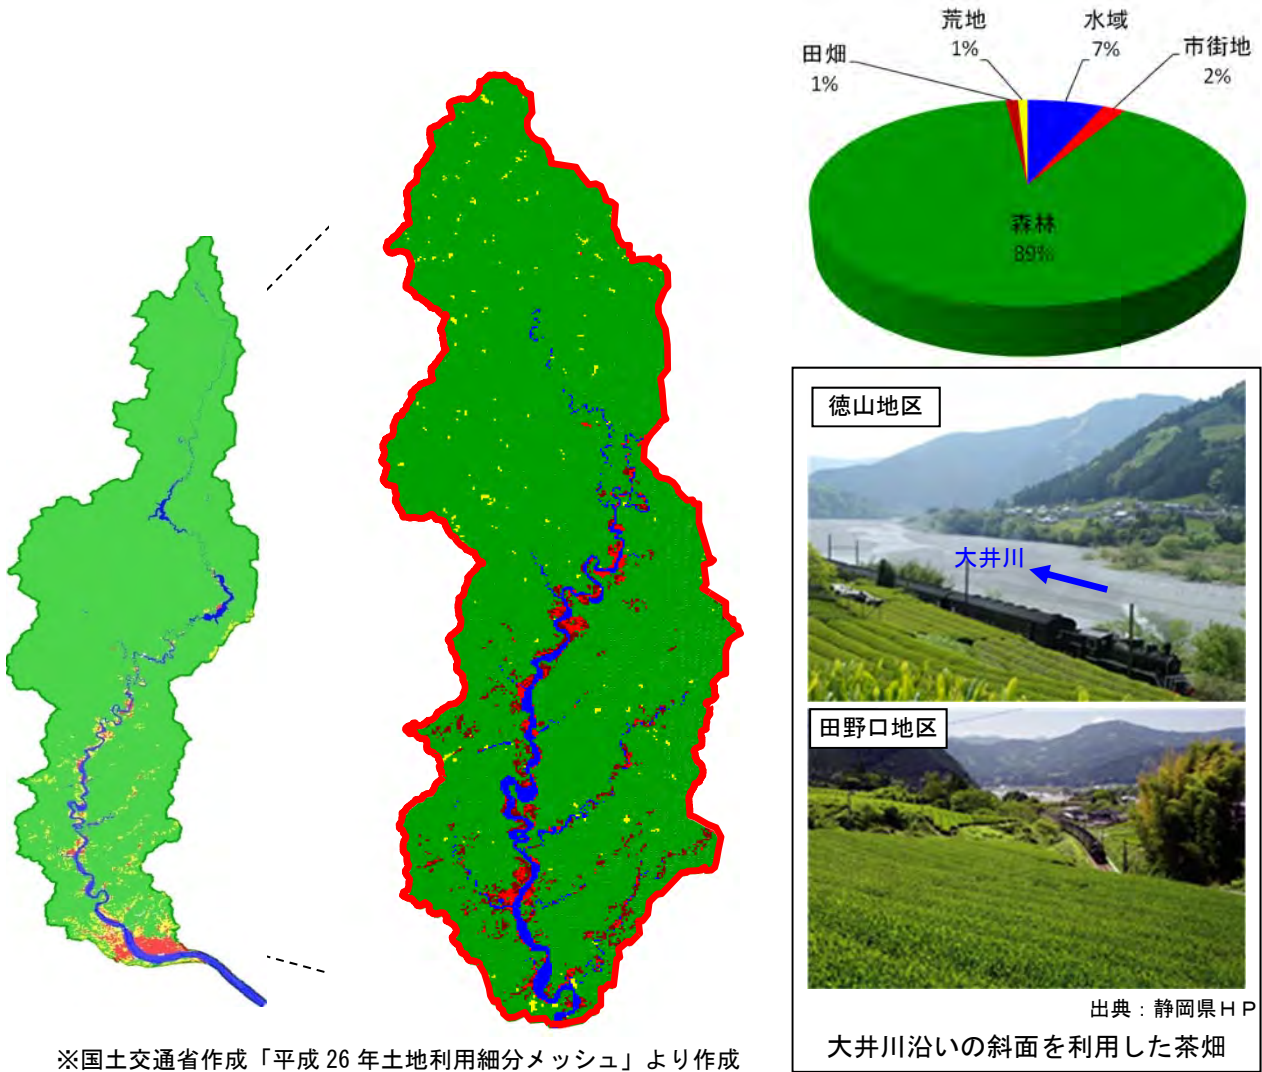 荒地
1%
水域
7%
田畑
1%
市街地
2%
森林
89%
徳山地区
大井川
田野口地区
出典：静岡県ＨＰ
大井川沿いの斜面を利用した茶畑
※国土交通省作成「平成 26 年土地利用細分メッシュ」より作成